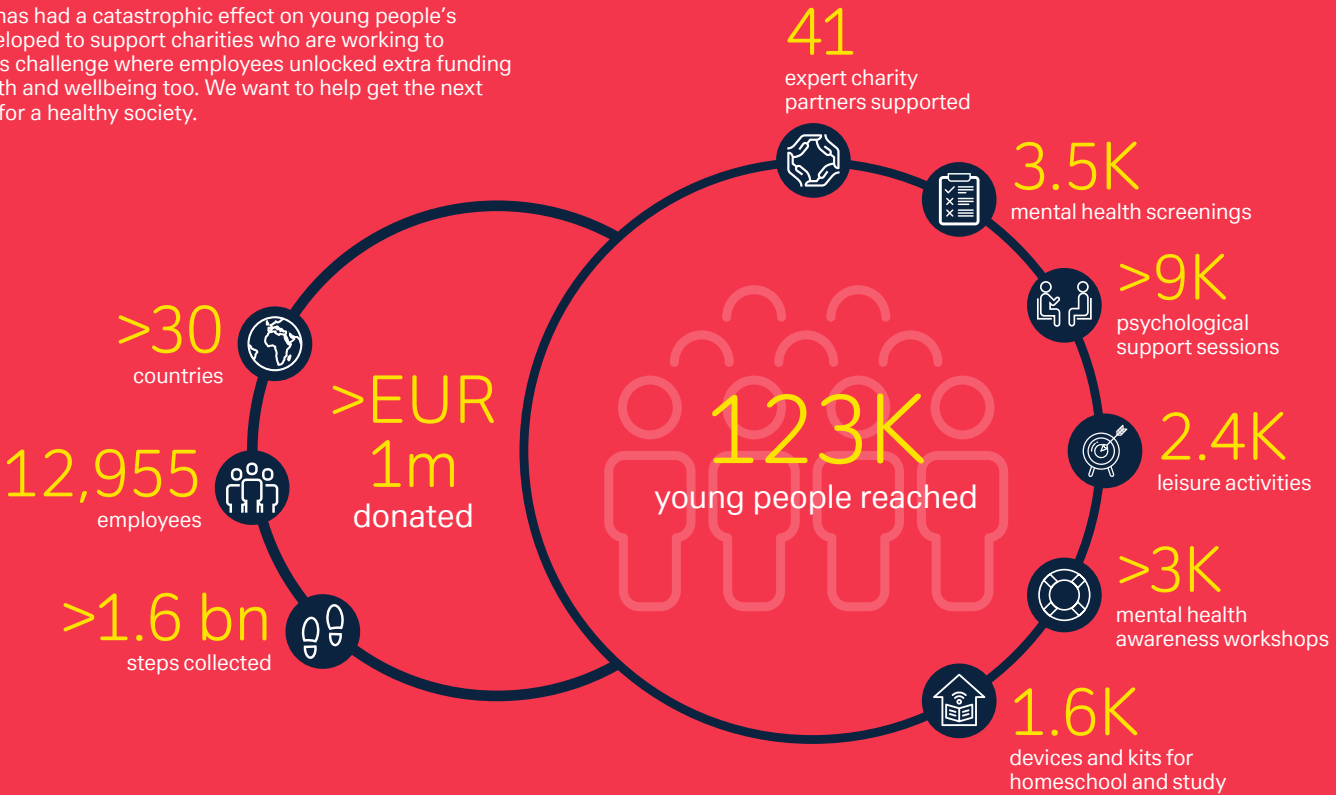 has had a catastrophic effect on young people’s
eloped to support charities who are working to
s challenge where employees unlocked extra funding
th and wellbeing too. We want to help get the next
for a healthy society.
41
expert charity
partners supported
3.5K
mental health screenings
>9K
psychological
support sessions
2.4K
leisure activities
>3K
mental health
awareness workshops
1.6K
devices and kits for
homeschool and study
>30
countries
12,955
employees
>1.6 bn
steps collected
>EUR
1m
donated
123K
young people reached